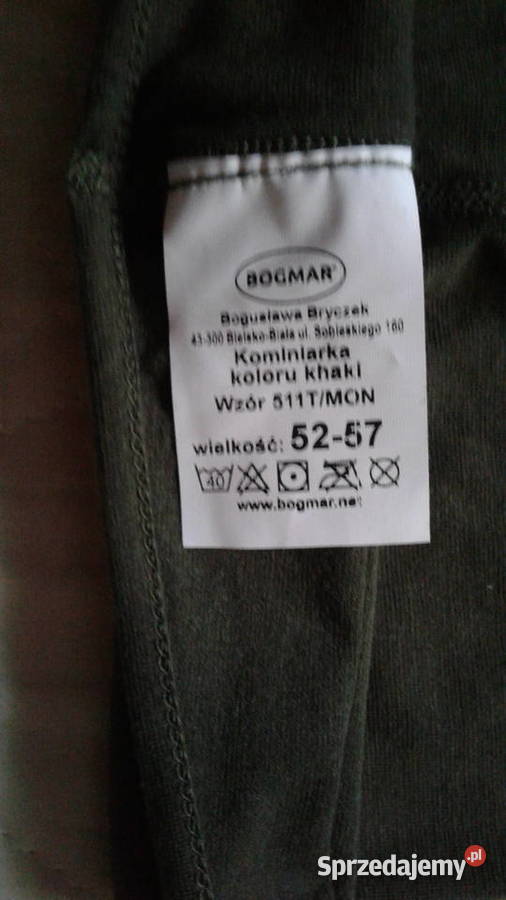 BOGMAR®
Bogusława Bryczek
43-300 Bielsko-Biała ul. Sobieskiego 160
Kominiarka
koloru khaki
Wzór 511T/MON
wielkość: 52-57
40
www.bogmar.net
Sprzedajemy.pl